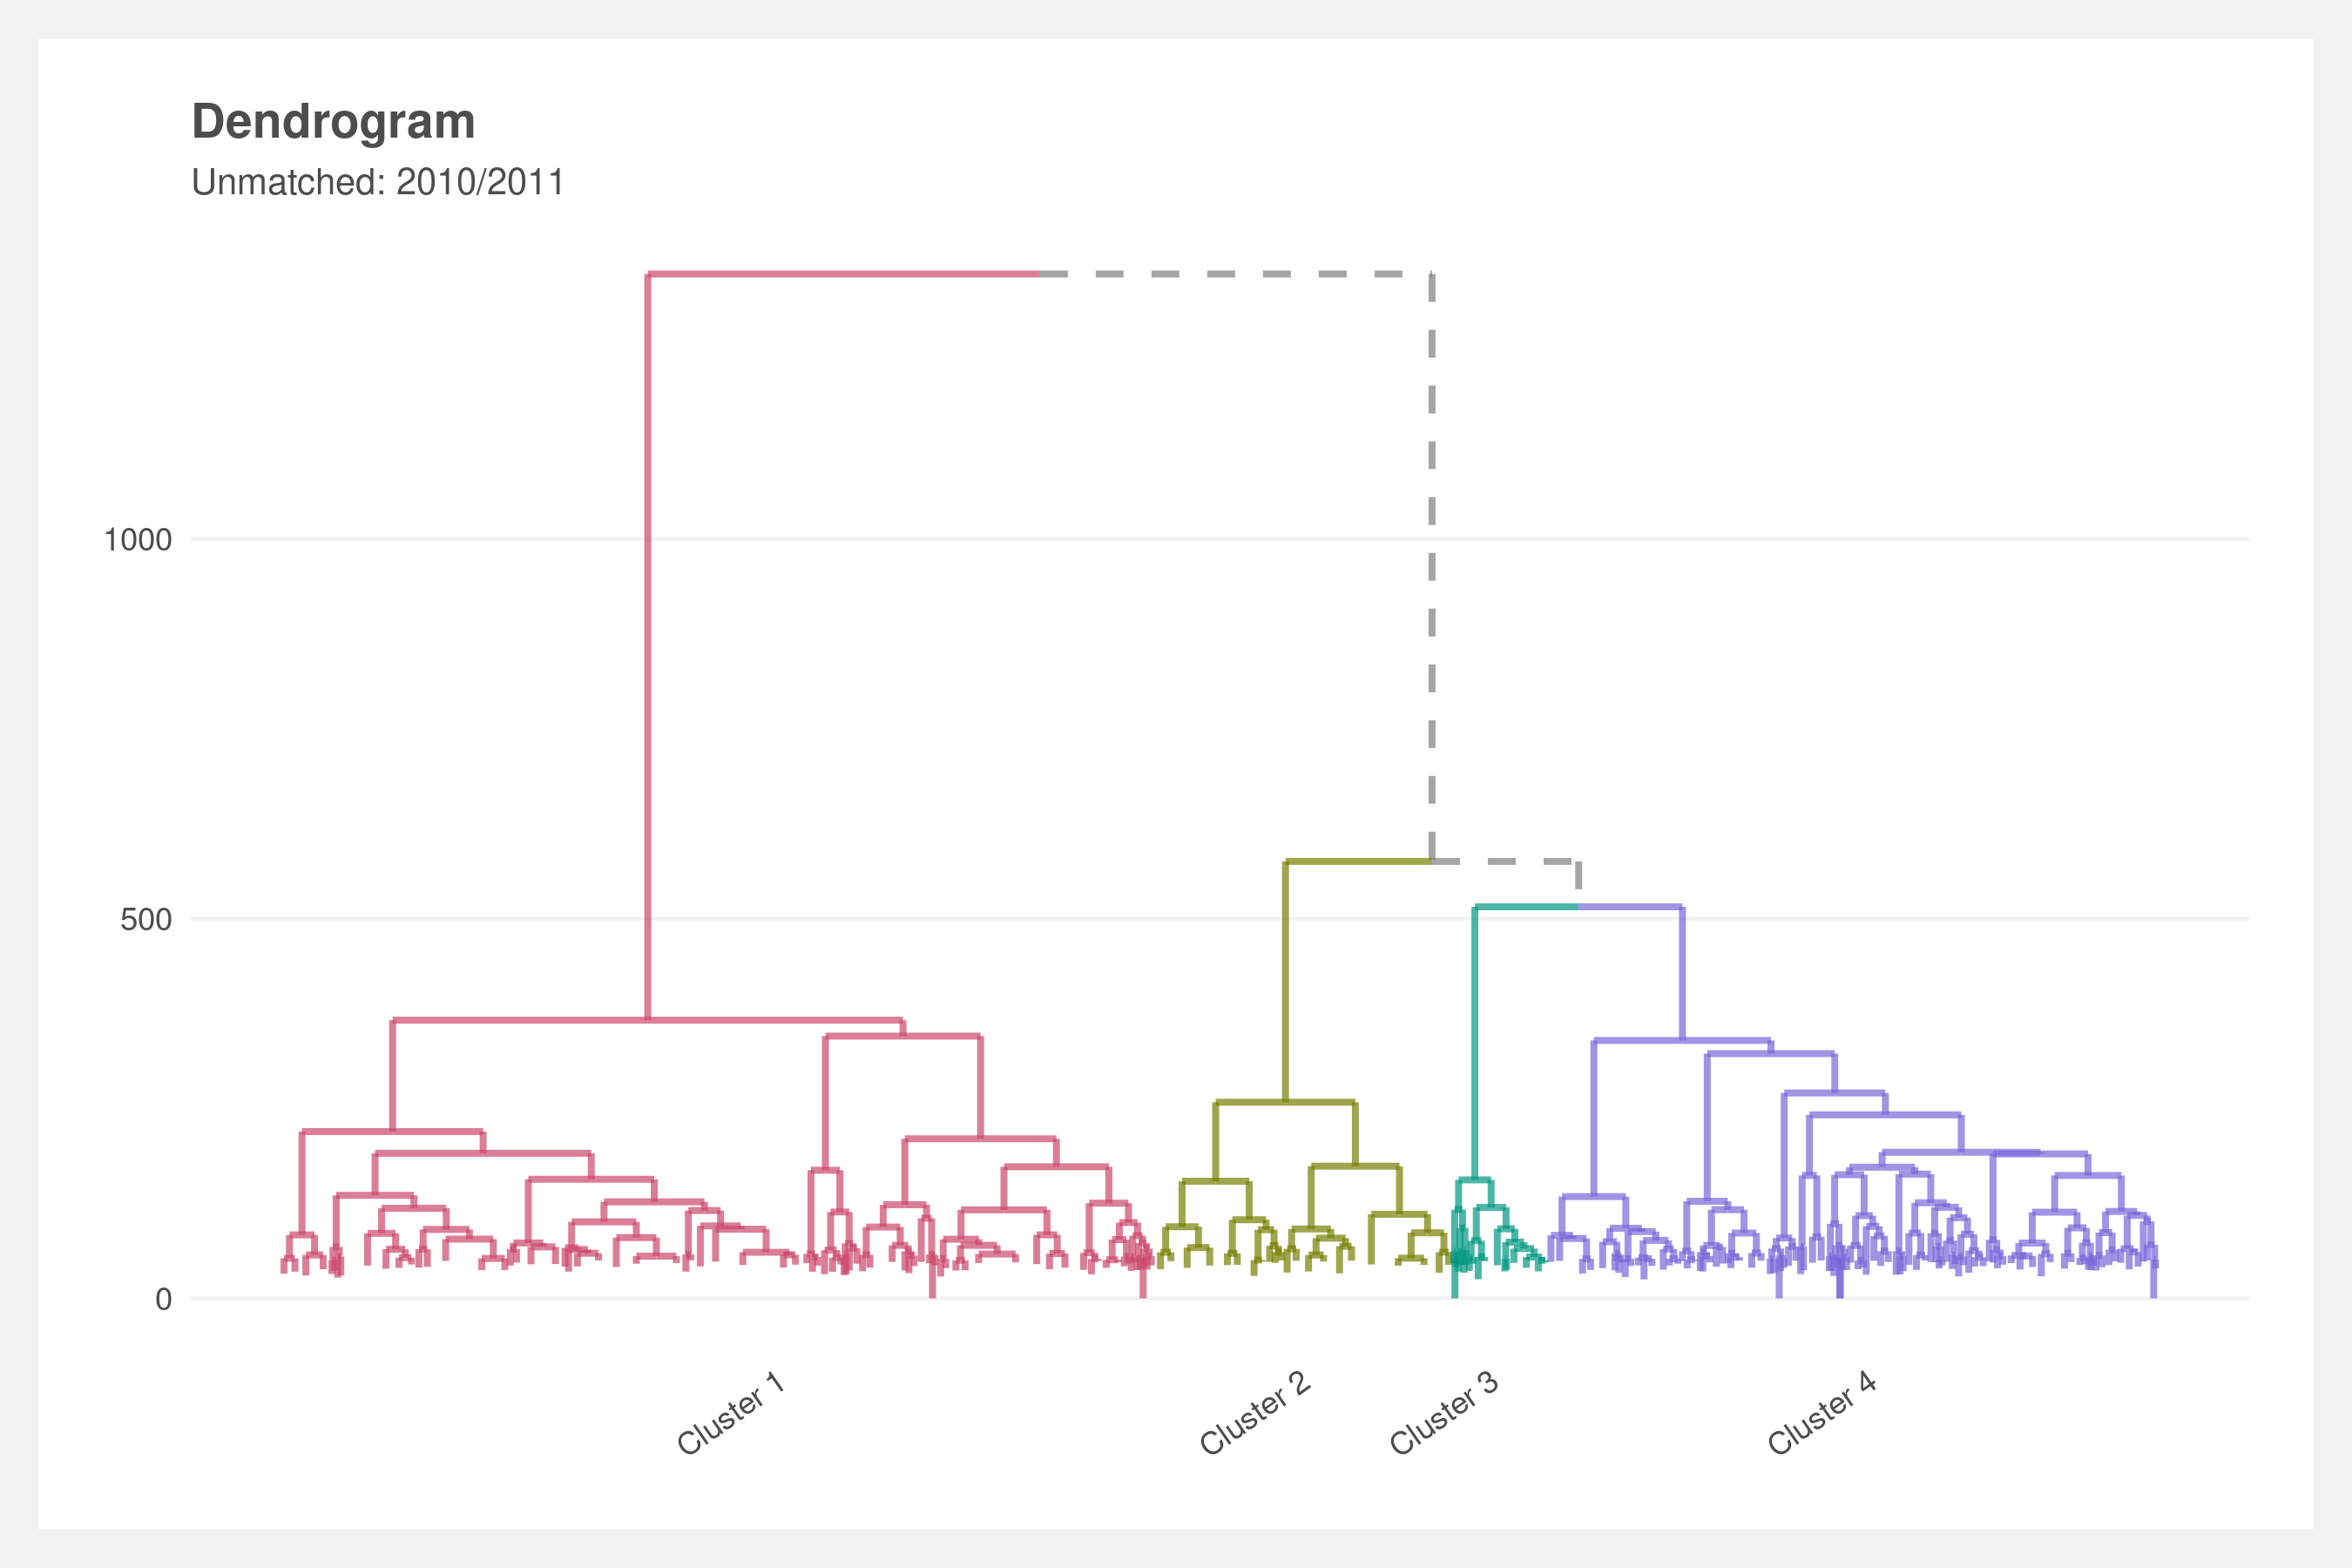 Dendrogram
Unmatched: 2010/2011
1000
500
0
Cluster 1
Cluster 2
Cluster 3
Cluster 4